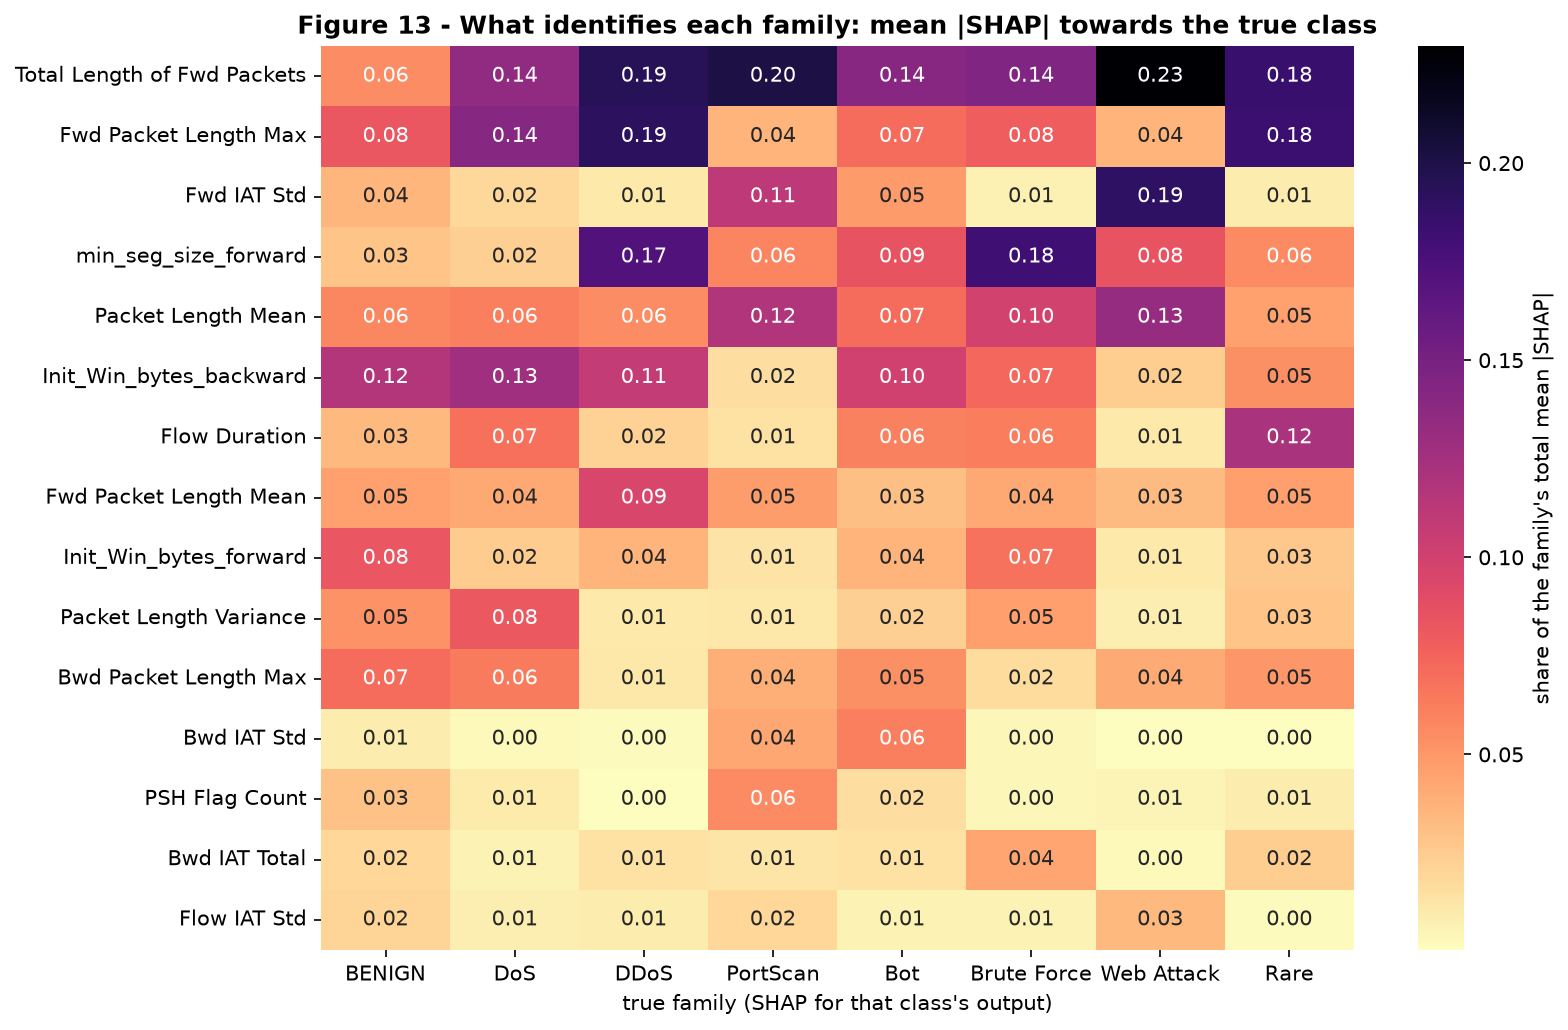 Figure 13 - What identifies each family: mean |SHAP| towards the true class
Total Length of Fwd Packets 0.06 0.14 0.19 0.20 0.14 0.14 0.23 0.18
Fwd Packet Length Max 0.08 0.14 0.19 0.04 0.07 0.08 0.04 0.18
Fwd IAT Std 0.04 0.02 0.01 0.11 0.05 0.01 0.19 0.01
min_seg_size_forward 0.03 0.02 0.17 0.06 0.09 0.18 0.08 0.06
Packet Length Mean 0.06 0.06 0.06 0.12 0.07 0.10 0.13 0.05
Init_Win_bytes_backward 0.12 0.13 0.11 0.02 0.10 0.07 0.02 0.05
Flow Duration 0.03 0.07 0.02 0.01 0.06 0.06 0.01 0.12
Fwd Packet Length Mean 0.05 0.04 0.09 0.05 0.03 0.04 0.03 0.05
Init_Win_bytes_forward 0.08 0.02 0.04 0.01 0.04 0.07 0.01 0.03
Packet Length Variance 0.05 0.08 0.01 0.01 0.02 0.05 0.01 0.03
Bwd Packet Length Max 0.07 0.06 0.01 0.04 0.05 0.02 0.04 0.05
Bwd IAT Std 0.01 0.00 0.00 0.04 0.06 0.00 0.00 0.00
PSH Flag Count 0.03 0.01 0.00 0.06 0.02 0.00 0.01 0.01
Bwd IAT Total 0.02 0.01 0.01 0.01 0.01 0.04 0.00 0.02
Flow IAT Std 0.02 0.01 0.01 0.02 0.01 0.01 0.03 0.00
BENIGN DoS DDoS PortScan Bot Brute Force Web Attack Rare
true family (SHAP for that class's output)
0.20
0.15
0.10
0.05
share of the family's total mean |SHAP|